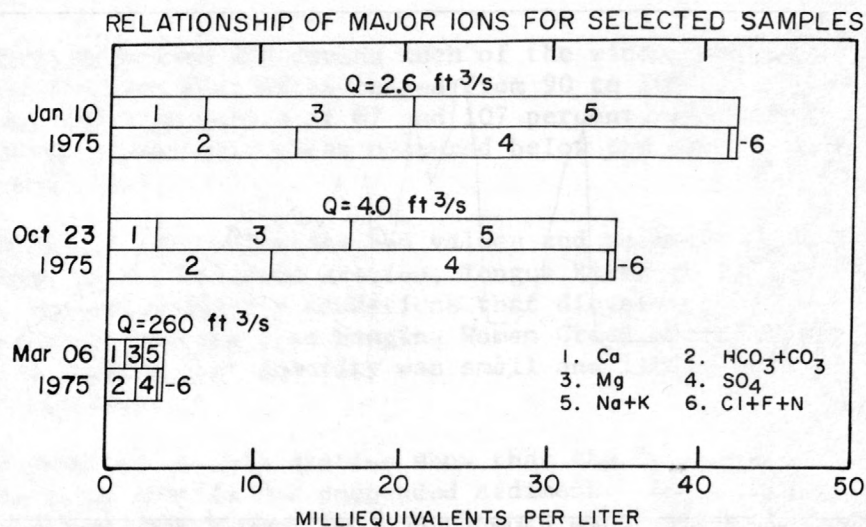 RELATIONSHIP OF MAJOR IONS FOR SELECTED SAMPLES
Q=2.6 ft³/s
Jan 10 1 3 5
1975 2 4 -6
Q=4.0 ft³/s
Oct 23 1 3 5
1975 2 4 -6
Q=260 ft³/s
Mar 06 1 3 5
1975 2 4 -6
1. Ca 2. HCO₃+CO₃
3. Mg 4. SO₄
5. Na+K 6. Cl+F+N
0 10 20 30 40 50
MILLIEQUIVALENTS PER LITER